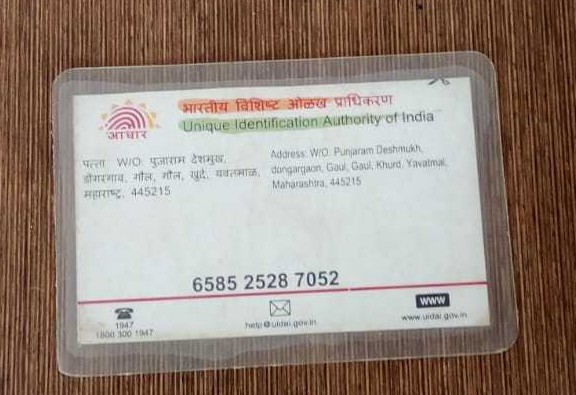 भारतीय विशिष्ट ओळख प्राधिकरण
Unique Identification Authority of India
आधार
पत्ता W/O: पुजाराम देशमुख,
डोंगरगाव, गौल, गौल, खुर्द, यवतमाळ,
महाराष्ट्र, 445215
Address: W/O: Punjaram Deshmukh,
dongargaon, Gaul, Gaul, Khurd, Yavatmal,
Maharashtra, 445215
6585 2528 7052
1947
1800 300 1947
help@uidai.gov.in
WWW
www.uidai.gov.in